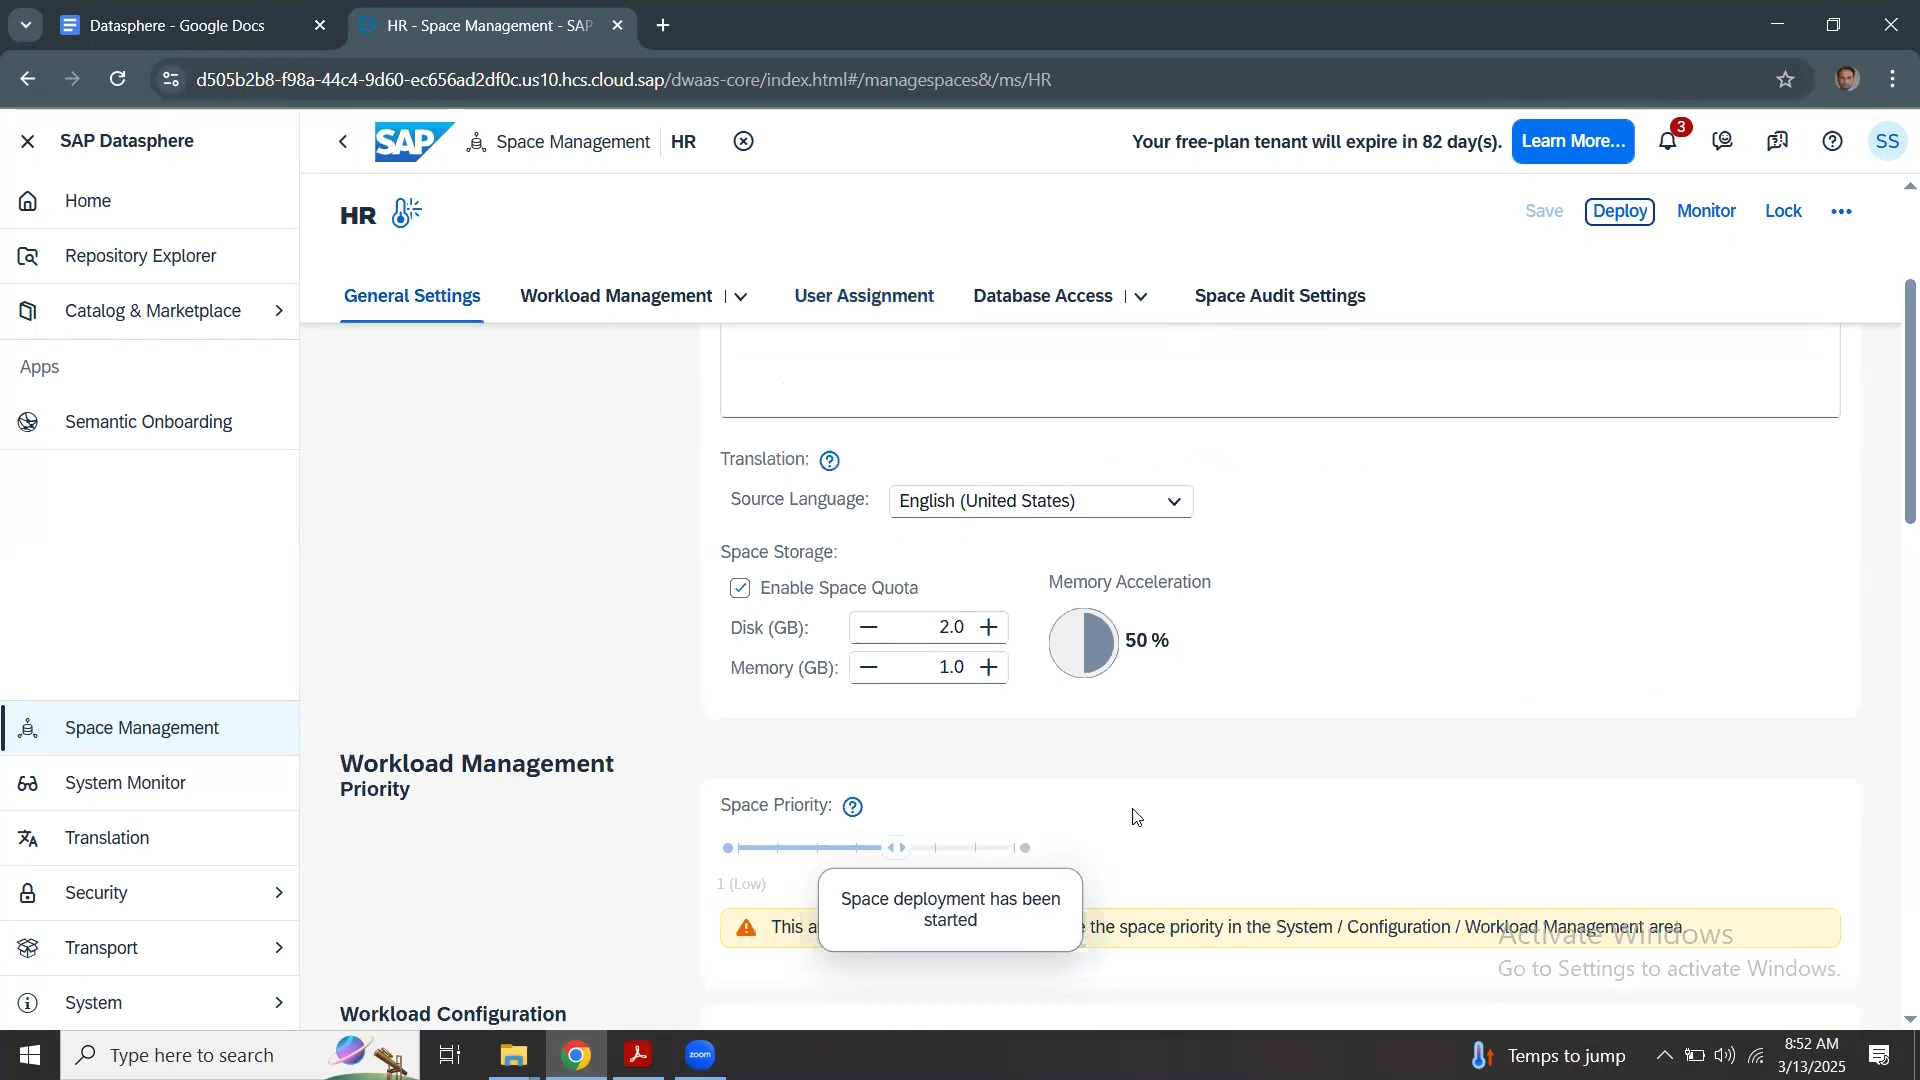 Datasphere - Google Docs
HR - Space Management - SAP
d505b2b8-f98a-44c4-9d60-ec656ad2df0c.us10.hcs.cloud.sap/dwaas-core/index.html#/managespaces&/ms/HR
SAP Datasphere
SAP
Space Management
HR
Your free-plan tenant will expire in 82 day(s).
Learn More...
3
SS
Home
Repository Explorer
Catalog & Marketplace
Apps
Semantic Onboarding
Space Management
System Monitor
Translation
Security
Transport
System
HR
Save
Deploy
Monitor
Lock
General Settings
Workload Management
User Assignment
Database Access
Space Audit Settings
Translation:
Source Language:
English (United States)
Space Storage:
Enable Space Quota
Disk (GB):
2.0
Memory (GB):
1.0
Memory Acceleration
50 %
Workload Management
Priority
Space Priority:
1 (Low)
Space deployment has been
started
This a
e the space priority in the System / Configuration / Workload Management area.
Activate Windows
Go to Settings to activate Windows.
Workload Configuration
Type here to search
zoom
Temps to jump
8:52 AM
3/13/2025